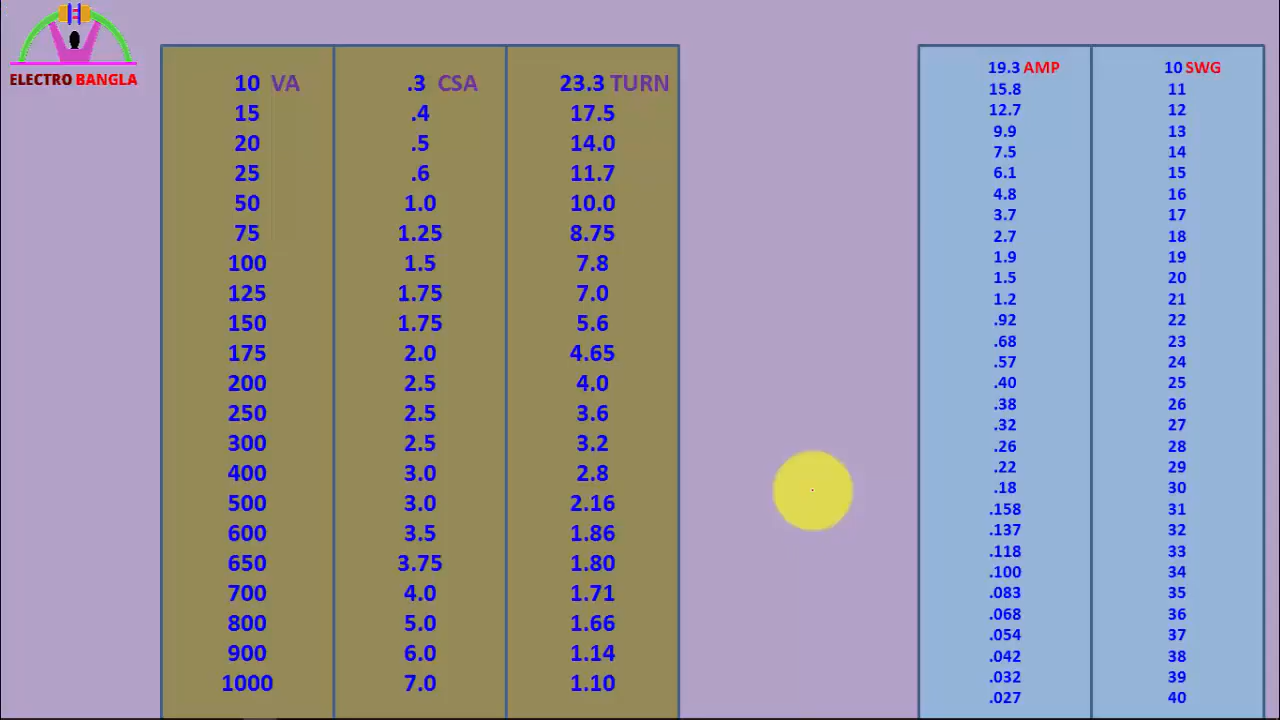 ELECTRO BANGLA
10 VA .3 CSA 23.3 TURN
15 .4 17.5
20 .5 14.0
25 .6 11.7
50 1.0 10.0
75 1.25 8.75
100 1.5 7.8
125 1.75 7.0
150 1.75 5.6
175 2.0 4.65
200 2.5 4.0
250 2.5 3.6
300 2.5 3.2
400 3.0 2.8
500 3.0 2.16
600 3.5 1.86
650 3.75 1.80
700 4.0 1.71
800 5.0 1.66
900 6.0 1.14
1000 7.0 1.10
19.3 AMP 10 SWG
15.8 11
12.7 12
9.9 13
7.5 14
6.1 15
4.8 16
3.7 17
2.7 18
1.9 19
1.5 20
1.2 21
.92 22
.68 23
.57 24
.40 25
.38 26
.32 27
.26 28
.22 29
.18 30
.158 31
.137 32
.118 33
.100 34
.083 35
.068 36
.054 37
.042 38
.032 39
.027 40